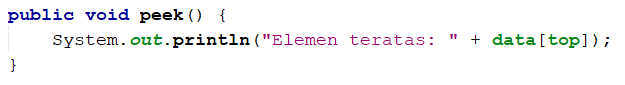 public void peek() {
    System.out.println("Elemen teratas: " + data[top]);
}